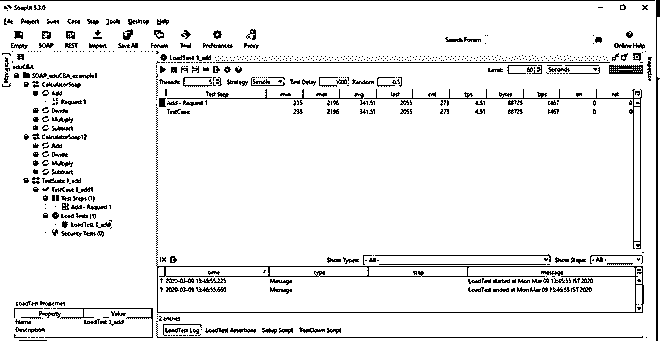 SoapUI 5.3.0
File Project Suite Case Step Tools Desktop Help
Empty SOAP REST Import Save All Forum Trial Preferences Proxy
Search Forum
Online Help
Navigator
eduCBA
SOAP_eduCBA_example1
CalculatorSoap
Add
Request 1
Divide
Multiply
Subtract
CalculatorSoap12
Add
Divide
Multiply
Subtract
TestSuite 1_add
TestCase 1_add1
Test Steps (1)
Add - Request 1
Load Tests (1)
LoadTest 1_add
Security Tests (0)
LoadTest Properties
Property Value
Name LoadTest 1_add
Description
LoadTest 1_add
Limit: 60 Seconds
Threads: 5 Strategy Simple Test Delay 1000 Random 0.5
Test Step min max avg last cnt tps bytes bps err rat
Add - Request 1 2196 341.51 2055 273 4.51 88725 1467 0 0
TestCase: 2196 341.51 2055 273 4.51 88725 1467 0 0
Show Types: - All - Show Steps: - All -
time type step message
2020-03-09 13:45:55.225 Message LoadTest started at Mon Mar 09 13:45:55 IST 2020
2020-03-09 13:46:55.660 Message LoadTest ended at Mon Mar 09 13:46:55 IST 2020
2 entries
LoadTest Log LoadTest Assertions Setup Script TearDown Script
Inspector